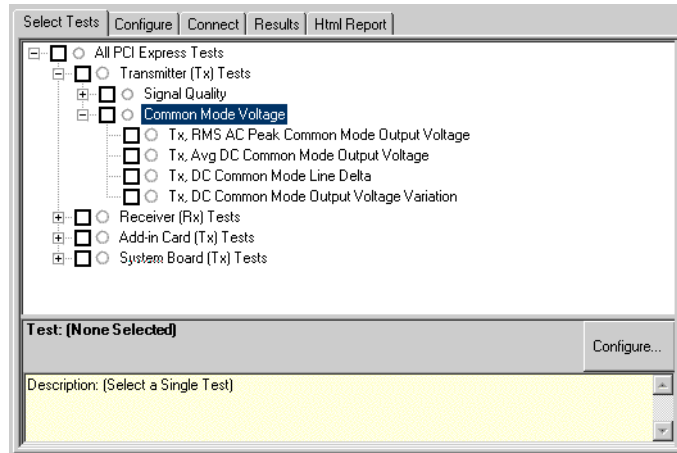 Select Tests Configure Connect Results Html Report
All PCI Express Tests
Transmitter (Tx) Tests
Signal Quality
Common Mode Voltage
Tx, RMS AC Peak Common Mode Output Voltage
Tx, Avg DC Common Mode Output Voltage
Tx, DC Common Mode Line Delta
Tx, DC Common Mode Output Voltage Variation
Receiver (Rx) Tests
Add-in Card (Tx) Tests
System Board (Tx) Tests
Test: (None Selected)
Configure...
Description: (Select a Single Test)